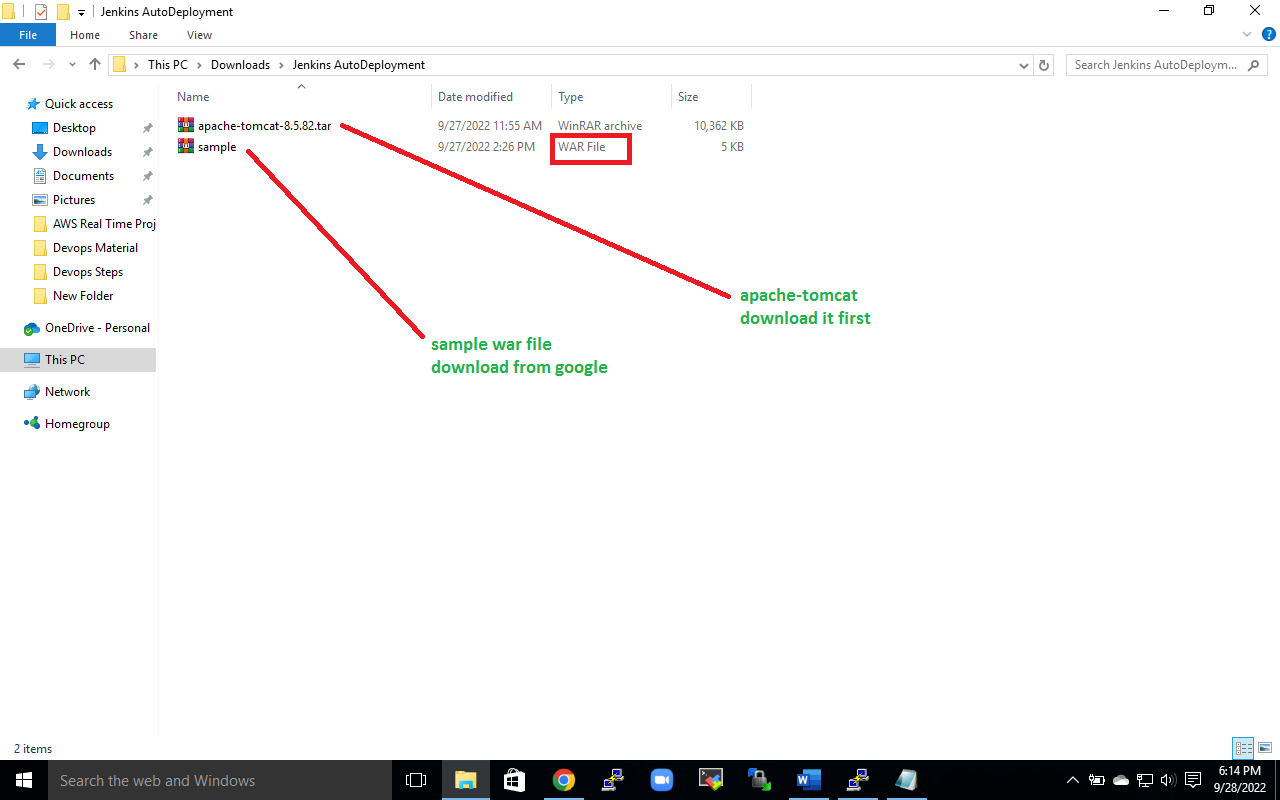 Jenkins AutoDeployment
File Home Share View
This PC Downloads Jenkins AutoDeployment
Search Jenkins AutoDeploym...
Name Date modified Type Size
apache-tomcat-8.5.82.tar 9/27/2022 11:55 AM WinRAR archive 10,362 KB
sample 9/27/2022 2:26 PM WAR File 5 KB
Quick access
Desktop
Downloads
Documents
Pictures
AWS Real Time Proj
Devops Material
Devops Steps
New Folder
OneDrive - Personal
This PC
Network
Homegroup
apache-tomcat
download it first
sample war file
download from google
2 items
Search the web and Windows
6:14 PM
9/28/2022